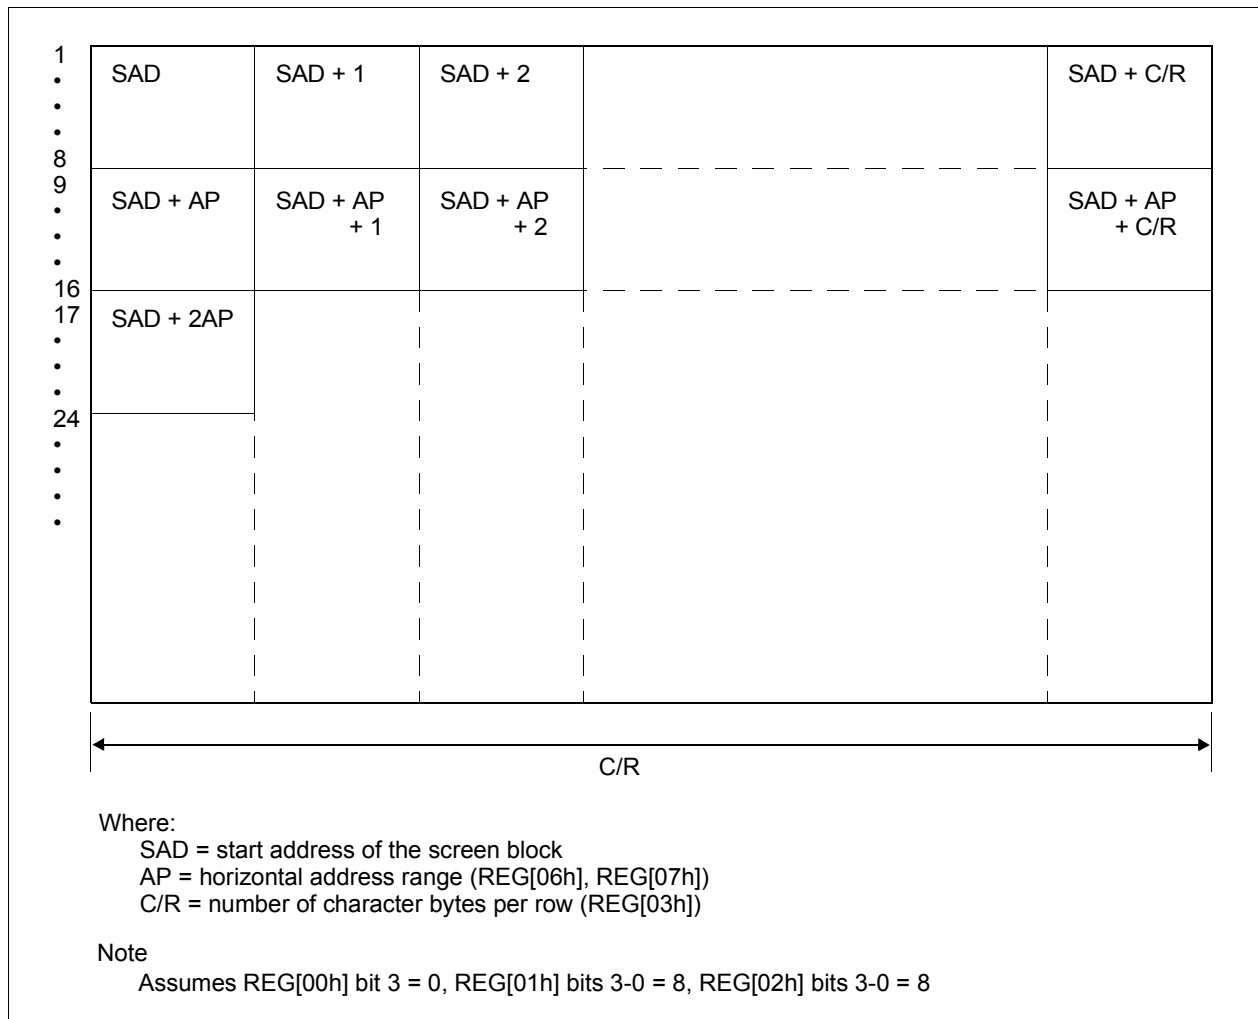 1
•
•
•
8
9
•
•
•
16
17
•
•
•
24
•
•
•
•
SAD
SAD + 1
SAD + 2
SAD + C/R
SAD + AP
SAD + AP
+ 1
SAD + AP
+ 2
SAD + AP
+ C/R
SAD + 2AP
C/R
Where:
SAD = start address of the screen block
AP = horizontal address range (REG[06h], REG[07h])
C/R = number of character bytes per row (REG[03h])
Note
Assumes REG[00h] bit 3 = 0, REG[01h] bits 3-0 = 8, REG[02h] bits 3-0 = 8